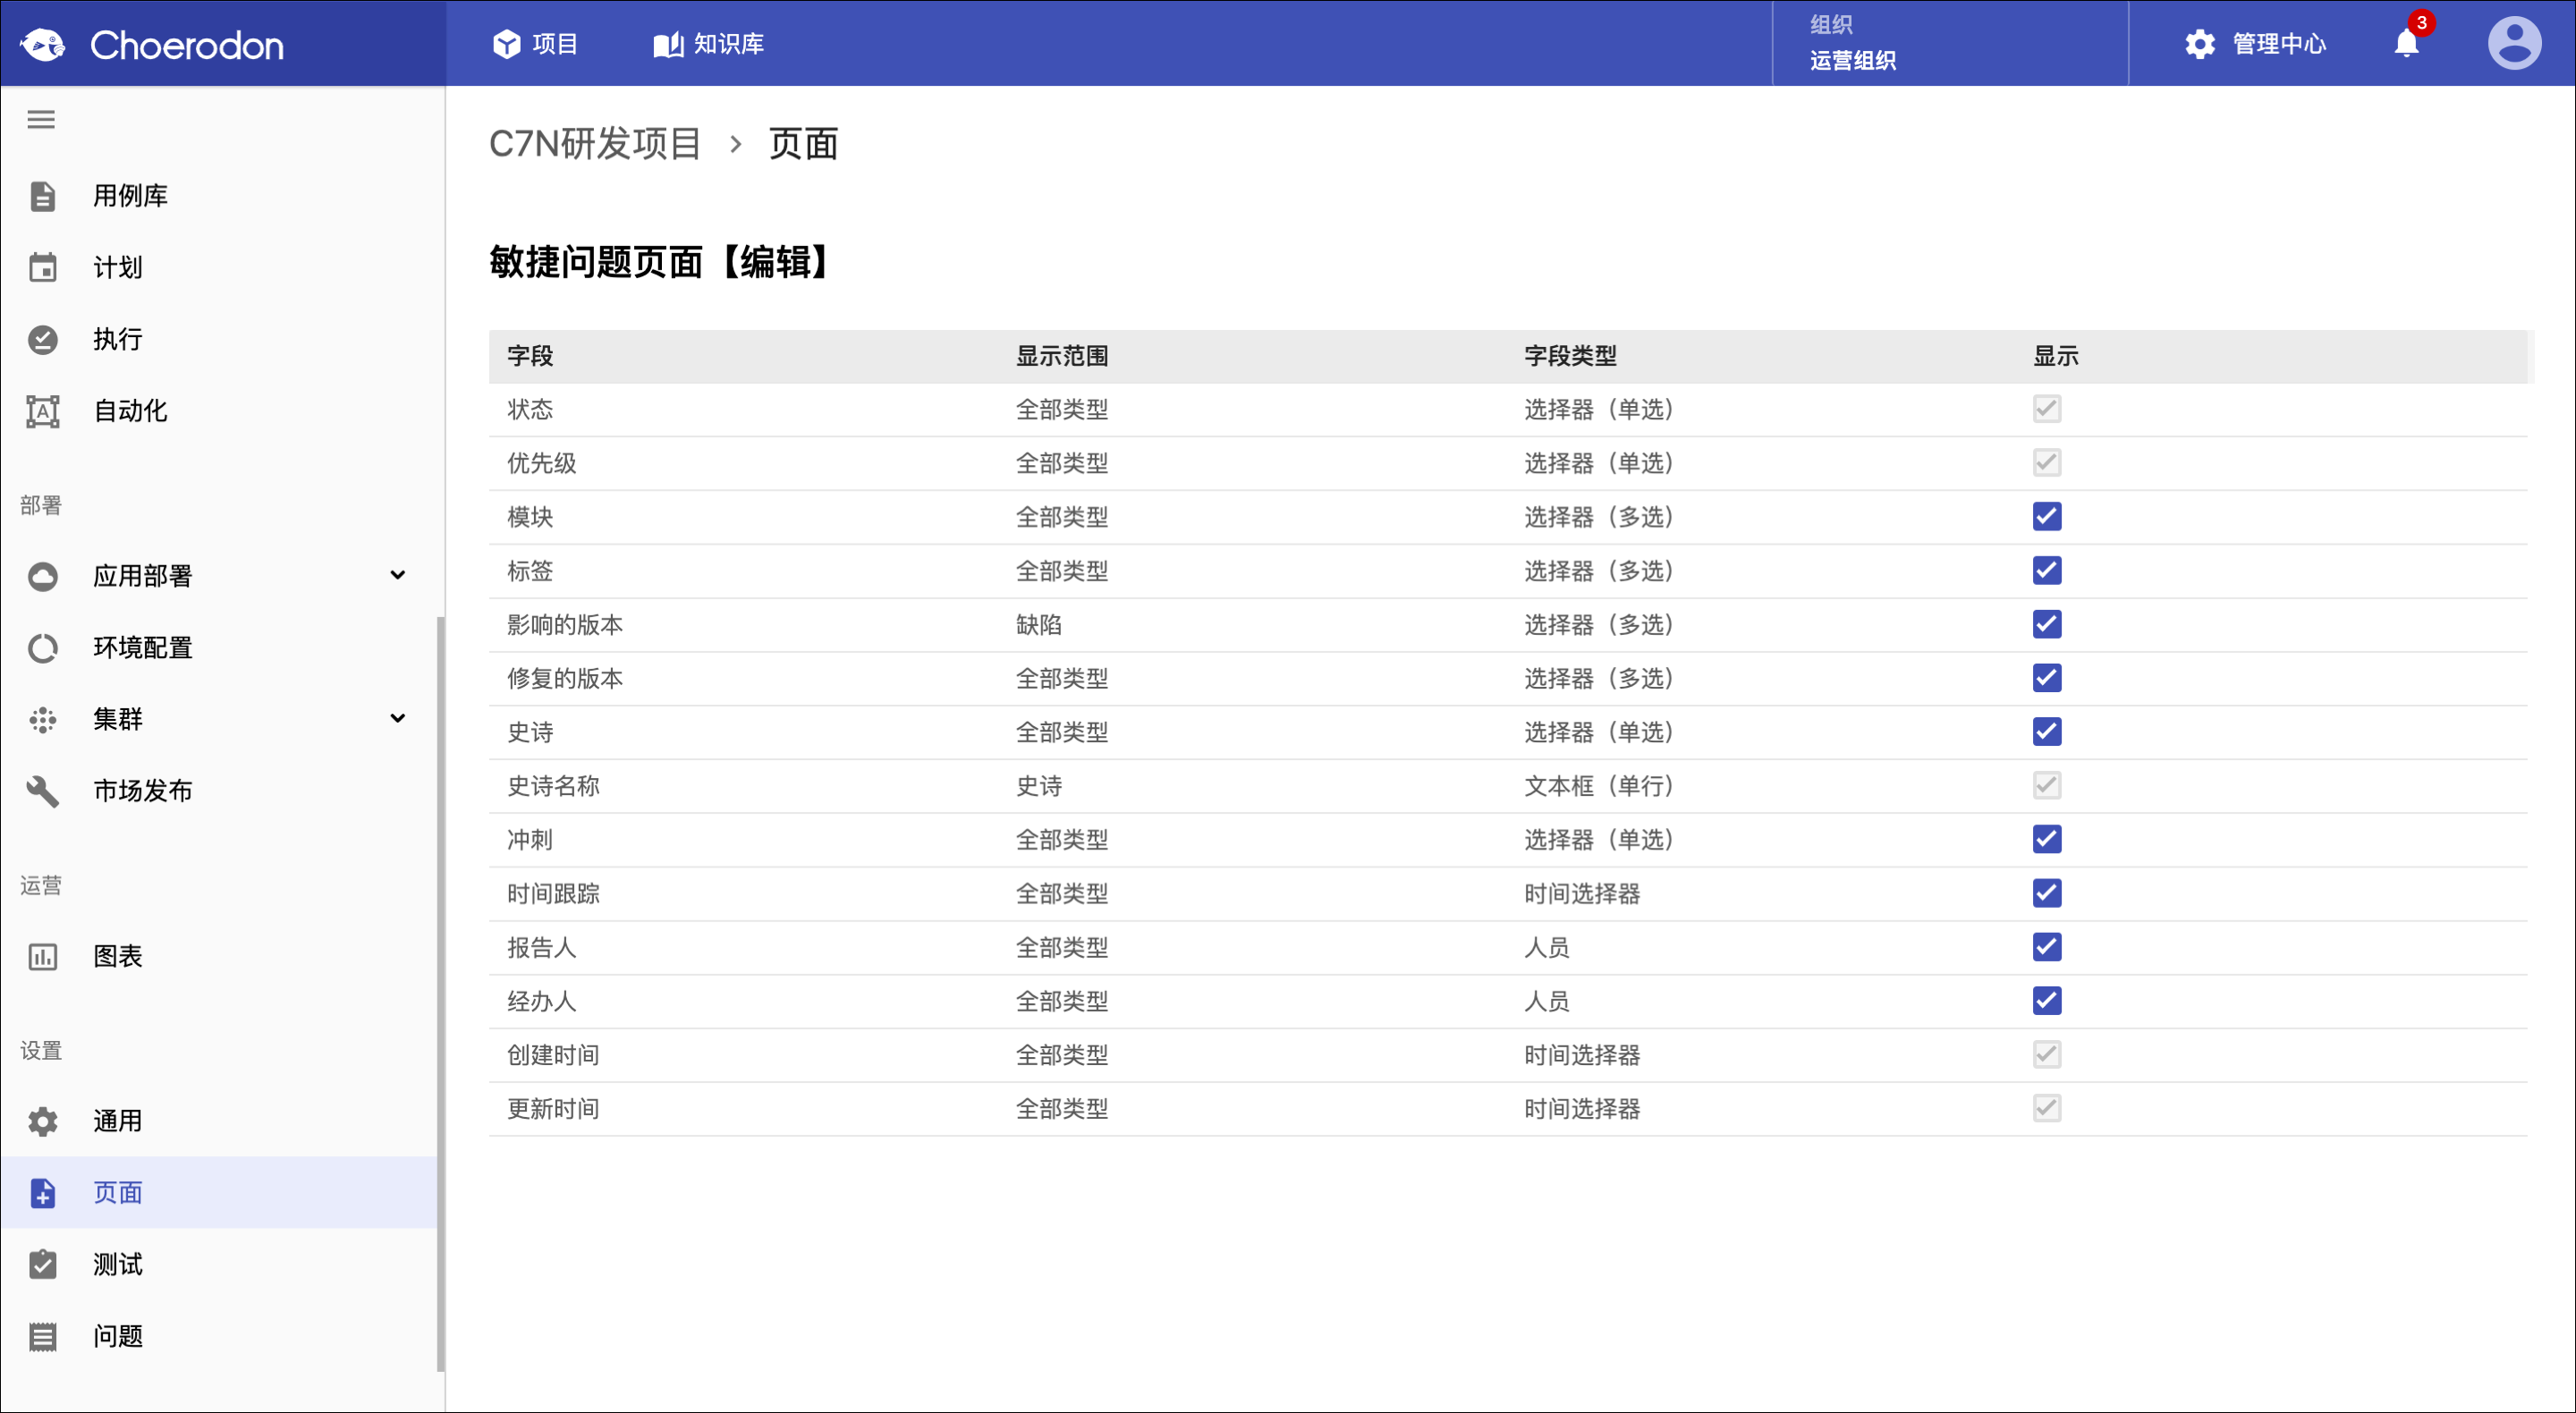 Choerodon
项目
知识库
组织
运营组织
管理中心
3
用例库
计划
执行
自动化
部署
应用部署
环境配置
集群
市场发布
运营
图表
设置
通用
页面
测试
问题
C7N研发项目 › 页面
敏捷问题页面【编辑】
字段 显示范围 字段类型 显示
状态 全部类型 选择器（单选）
优先级 全部类型 选择器（单选）
模块 全部类型 选择器（多选）
标签 全部类型 选择器（多选）
影响的版本 缺陷 选择器（多选）
修复的版本 全部类型 选择器（多选）
史诗 全部类型 选择器（单选）
史诗名称 史诗 文本框（单行）
冲刺 全部类型 选择器（单选）
时间跟踪 全部类型 时间选择器
报告人 全部类型 人员
经办人 全部类型 人员
创建时间 全部类型 时间选择器
更新时间 全部类型 时间选择器